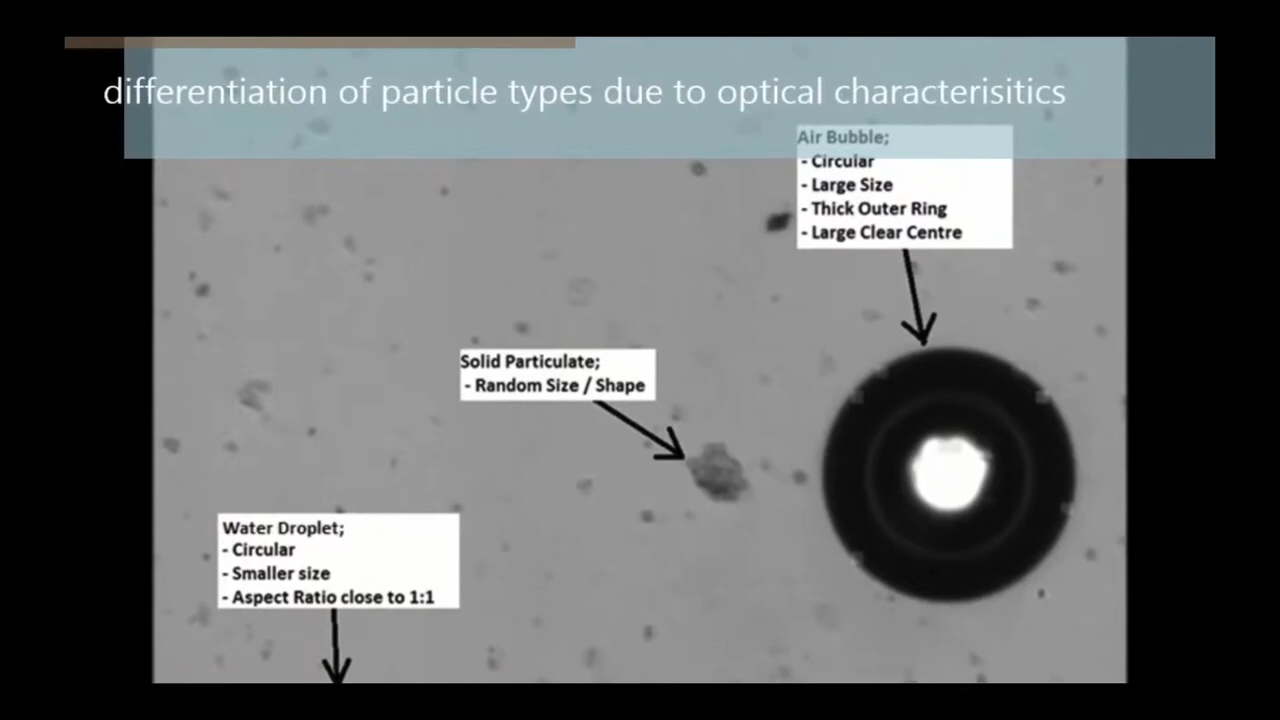 differentiation of particle types due to optical characterisitics
Air Bubble;
- Circular
- Large Size
- Thick Outer Ring
- Large Clear Centre
Solid Particulate;
- Random Size / Shape
Water Droplet;
- Circular
- Smaller size
- Aspect Ratio close to 1:1